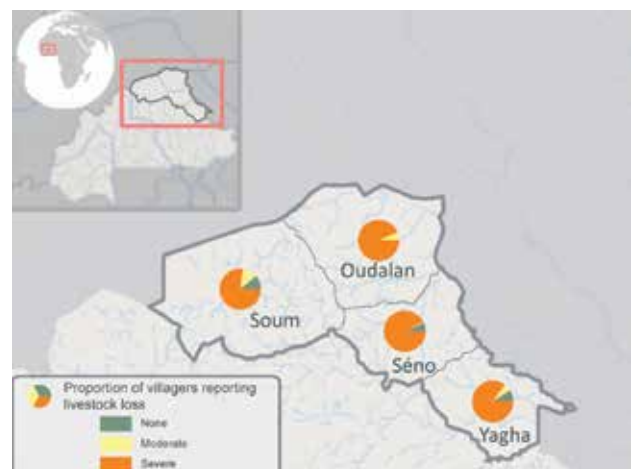 Oudalan
Soum
Séno
Yagha
Proportion of villagers reporting
livestock loss
None
Moderate
Severe